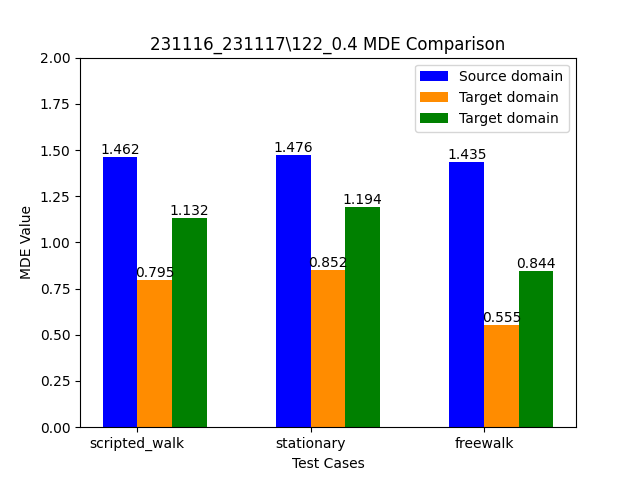 231116_231117\122_0.4 MDE Comparison
2.00
1.75
1.50
1.25
1.00
0.75
0.50
0.25
0.00
MDE Value
Source domain
Target domain
Target domain
1.462
0.795
1.132
1.476
0.852
1.194
1.435
0.555
0.844
scripted_walk
stationary
freewalk
Test Cases